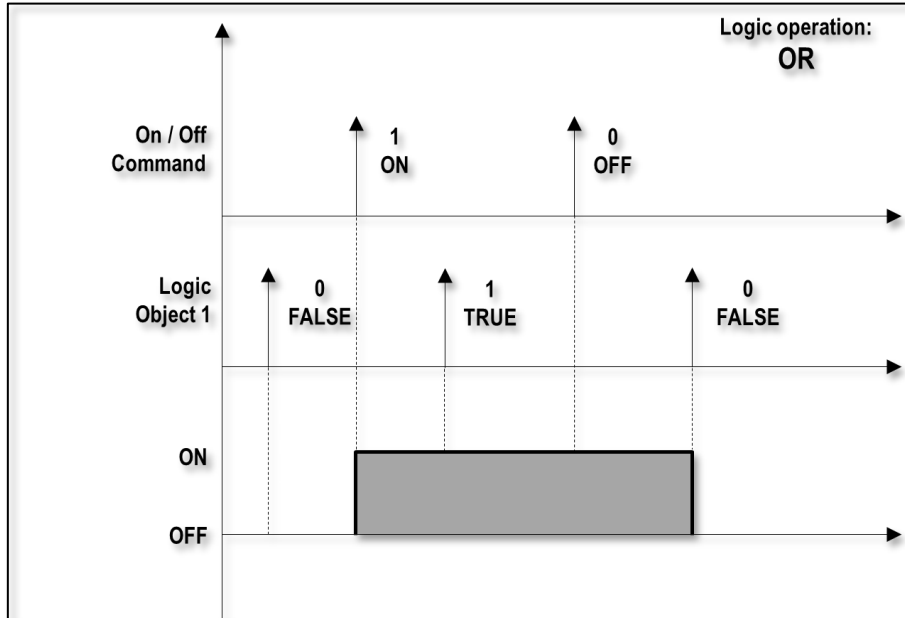 Logic operation:
OR
On / Off
Command
1
ON
0
OFF
Logic
Object 1
0
FALSE
1
TRUE
0
FALSE
ON
OFF